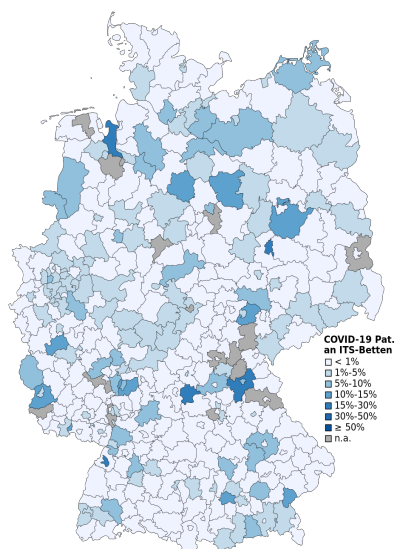 COVID-19 Pat.
an ITS-Betten
< 1%
1%-5%
5%-10%
10%-15%
15%-30%
30%-50%
≥ 50%
n.a.